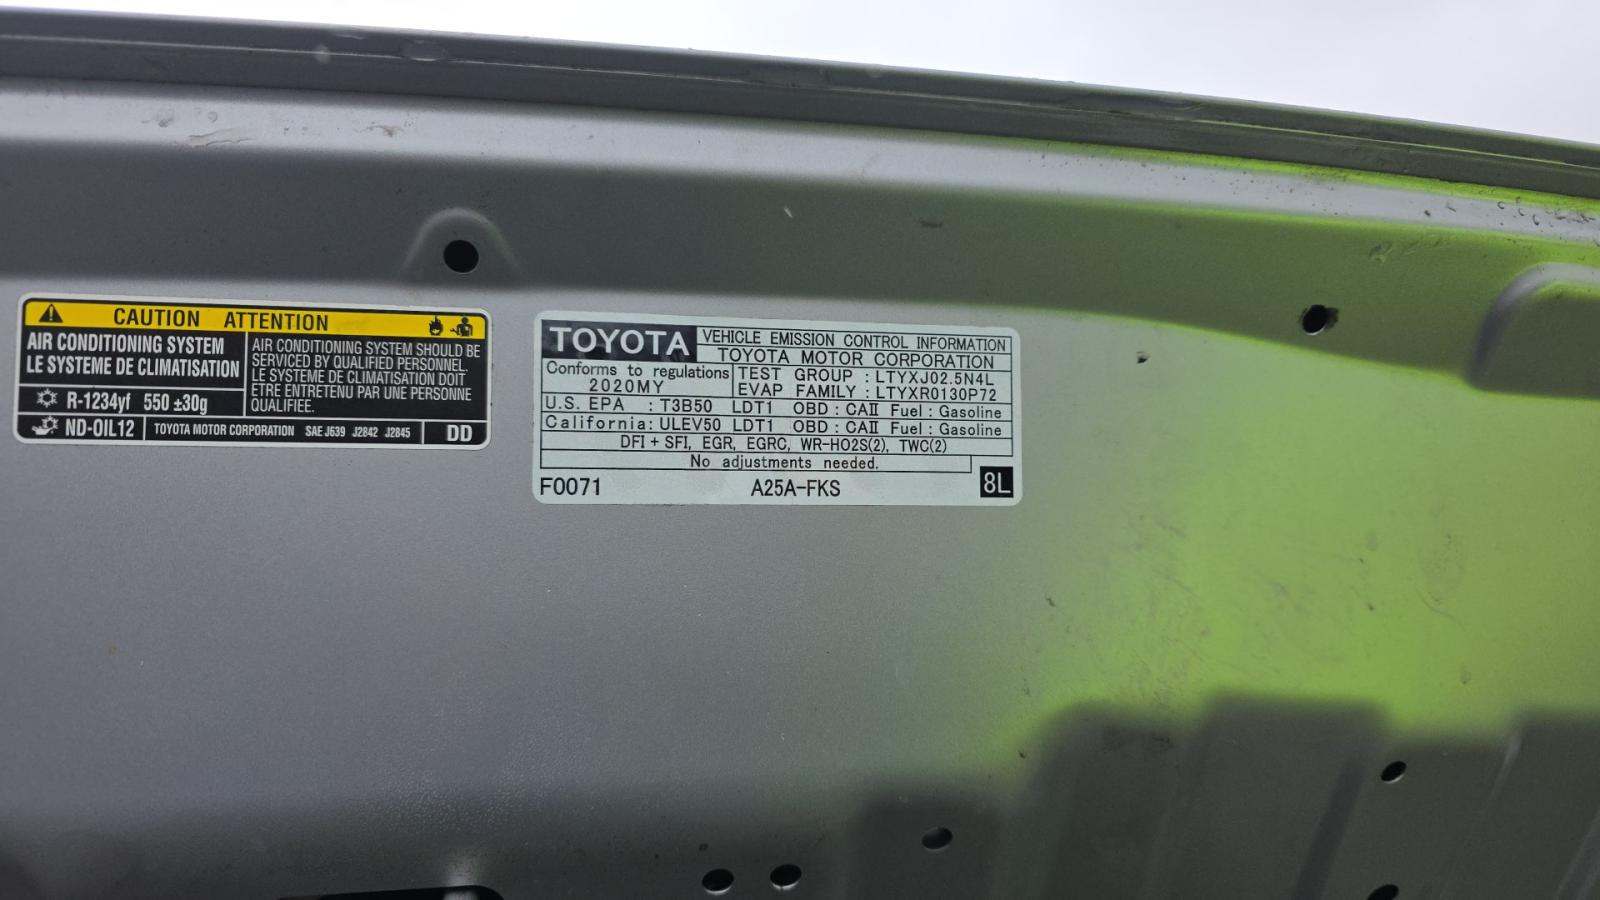 CAUTION ATTENTION
AIR CONDITIONING SYSTEM
LE SYSTEME DE CLIMATISATION
AIR CONDITIONING SYSTEM SHOULD BE
SERVICED BY QUALIFIED PERSONNEL.
LE SYSTEME DE CLIMATISATION DOIT
ETRE ENTRETENU PAR UNE PERSONNE
QUALIFIEE.
R-1234yf 550 ±30g
ND-OIL12 TOYOTA MOTOR CORPORATION SAE J639 J2842 J2845 DD
TOYOTA VEHICLE EMISSION CONTROL INFORMATION
TOYOTA MOTOR CORPORATION
Conforms to regulations
2020MY
TEST GROUP : LTYXJ02.5N4L
EVAP FAMILY : LTYXR0130P72
U.S. EPA : T3B50 LDT1 OBD : CAII Fuel : Gasoline
California : ULEV50 LDT1 OBD : CAII Fuel : Gasoline
DFI + SFI, EGR, EGRC, WR-HO2S(2), TWC(2)
No adjustments needed.
F0071 A25A-FKS 8L